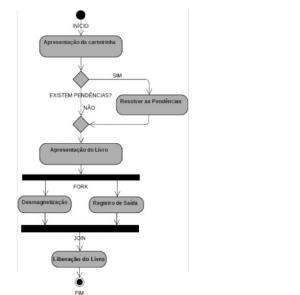 INÍCIO
Apresentação da carteirinha
SIM
EXISTEM PENDÊNCIAS?
Resolver as Pendências
NÃO
Apresentação do Livro
FORK
Desmagnetização
Registro de Saída
JOIN
Liberação do Livro
FIM